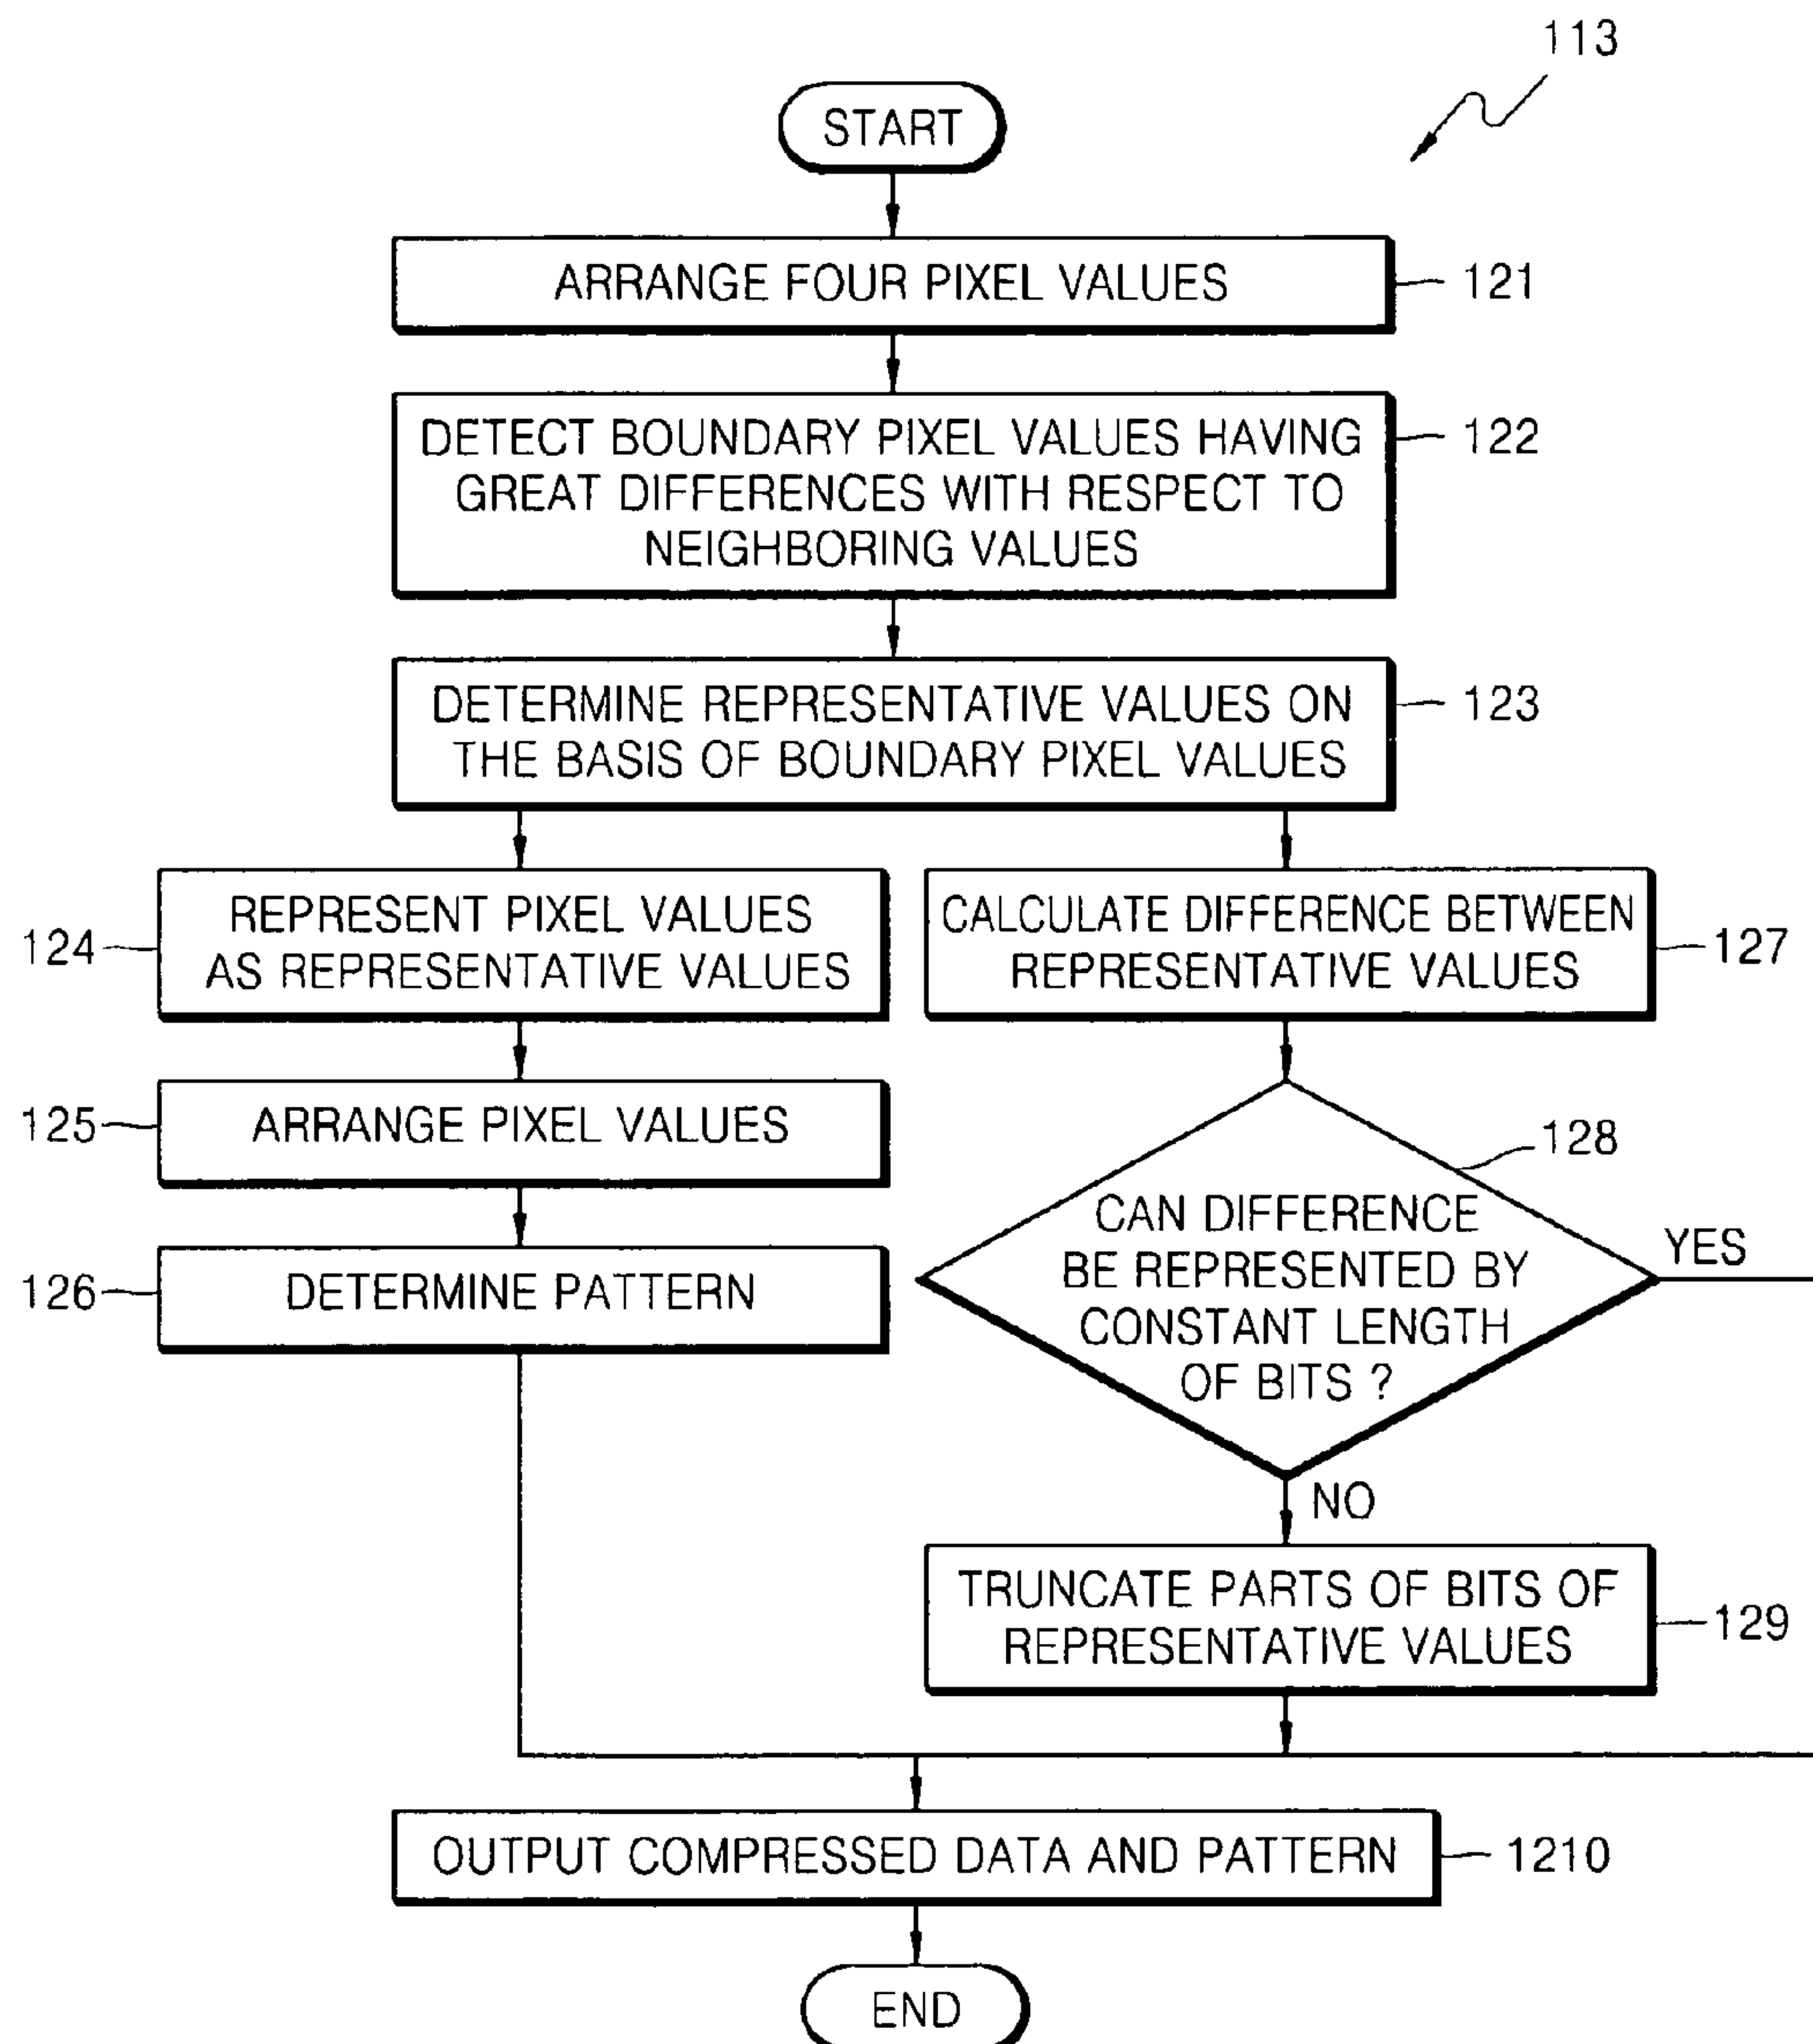 113
START
ARRANGE FOUR PIXEL VALUES
121
DETECT BOUNDARY PIXEL VALUES HAVING
GREAT DIFFERENCES WITH RESPECT TO
NEIGHBORING VALUES
122
DETERMINE REPRESENTATIVE VALUES ON
THE BASIS OF BOUNDARY PIXEL VALUES
123
124
REPRESENT PIXEL VALUES
AS REPRESENTATIVE VALUES
CALCULATE DIFFERENCE BETWEEN
REPRESENTATIVE VALUES
127
125
ARRANGE PIXEL VALUES
126
DETERMINE PATTERN
128
CAN DIFFERENCE
BE REPRESENTED BY
CONSTANT LENGTH
OF BITS ?
YES
NO
TRUNCATE PARTS OF BITS OF
REPRESENTATIVE VALUES
129
OUTPUT COMPRESSED DATA AND PATTERN
1210
END